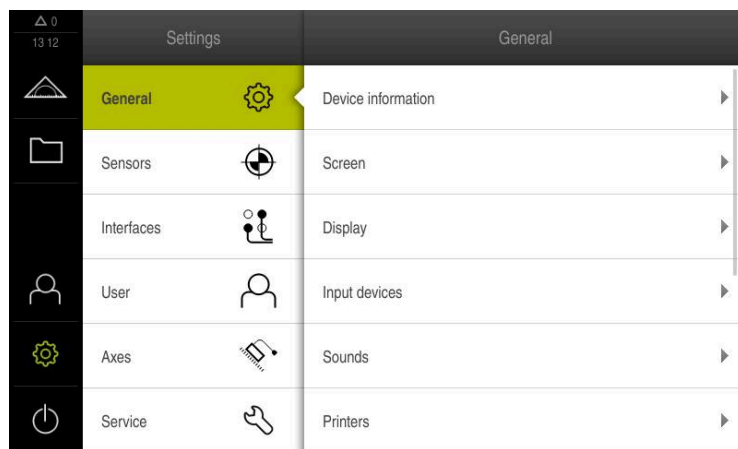 △ 0
13 12
Settings
General
General
Sensors
Interfaces
User
Axes
Service
Device information
Screen
Display
Input devices
Sounds
Printers